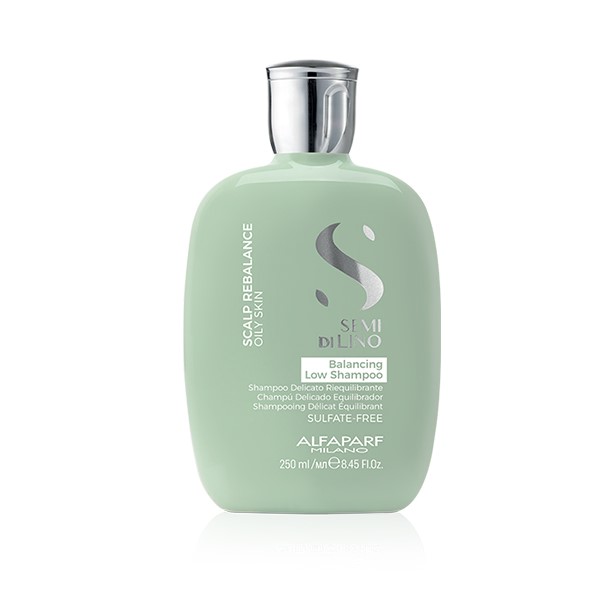 SCALP REBALANCE
OILY SKIN
SEMI
DI LINO
Balancing
Low Shampoo
Shampoo Delicato Riequilibrante
Champú Delicado Equilibrador
Shampooing Délicat Équilibrant
SULFATE-FREE
ALFAPARF
MILANO
250 ml /мл℮8.45 Fl.Oz.